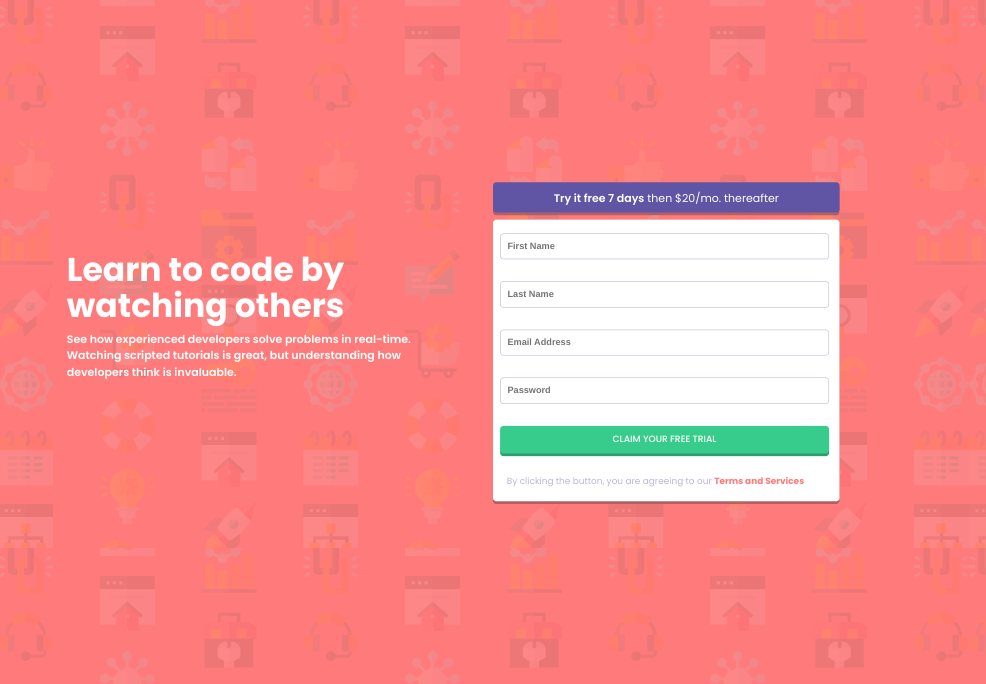 Learn to code by
watching others
See how experienced developers solve problems in real-time.
Watching scripted tutorials is great, but understanding how
developers think is invaluable.
Try it free 7 days then $20/mo. thereafter
First Name
Last Name
Email Address
Password
CLAIM YOUR FREE TRIAL
By clicking the button, you are agreeing to our Terms and Services